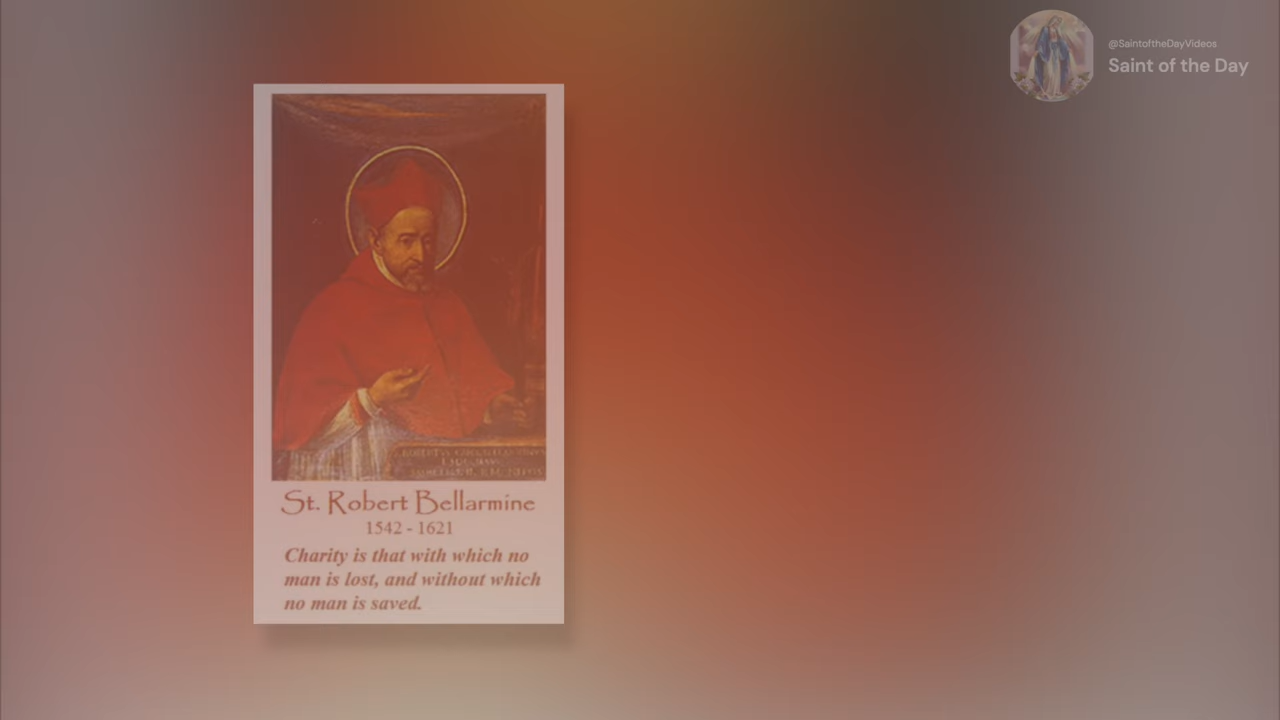 @SaintoftheDayVideos
Saint of the Day
St. Robert Bellarmine
1542 - 1621
Charity is that with which no
man is lost, and without which
no man is saved.